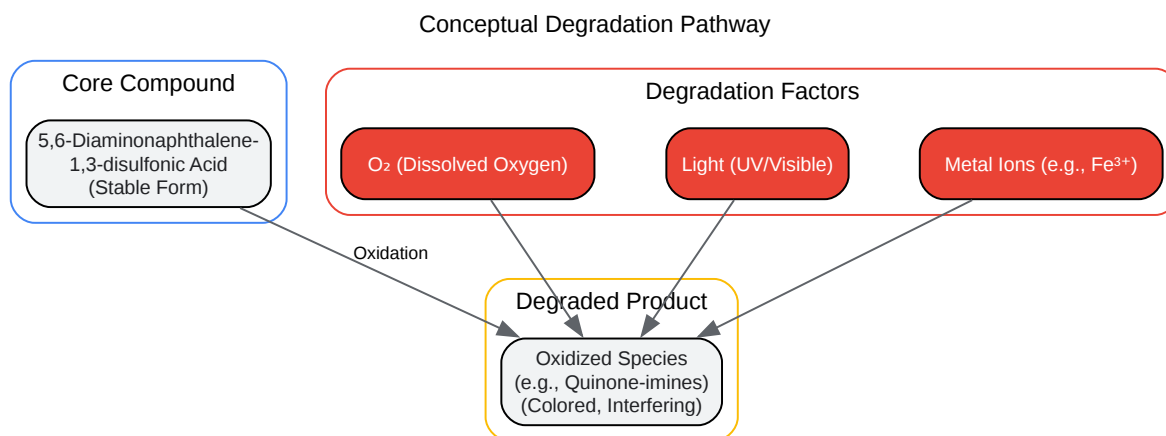 Conceptual Degradation Pathway
Core Compound
5,6-Diaminonaphthalene-
1,3-disulfonic Acid
(Stable Form)
Degradation Factors
O₂ (Dissolved Oxygen)
Light (UV/Visible)
Metal Ions (e.g., Fe³⁺)
Oxidation
Degraded Product
Oxidized Species
(e.g., Quinone-imines)
(Colored, Interfering)